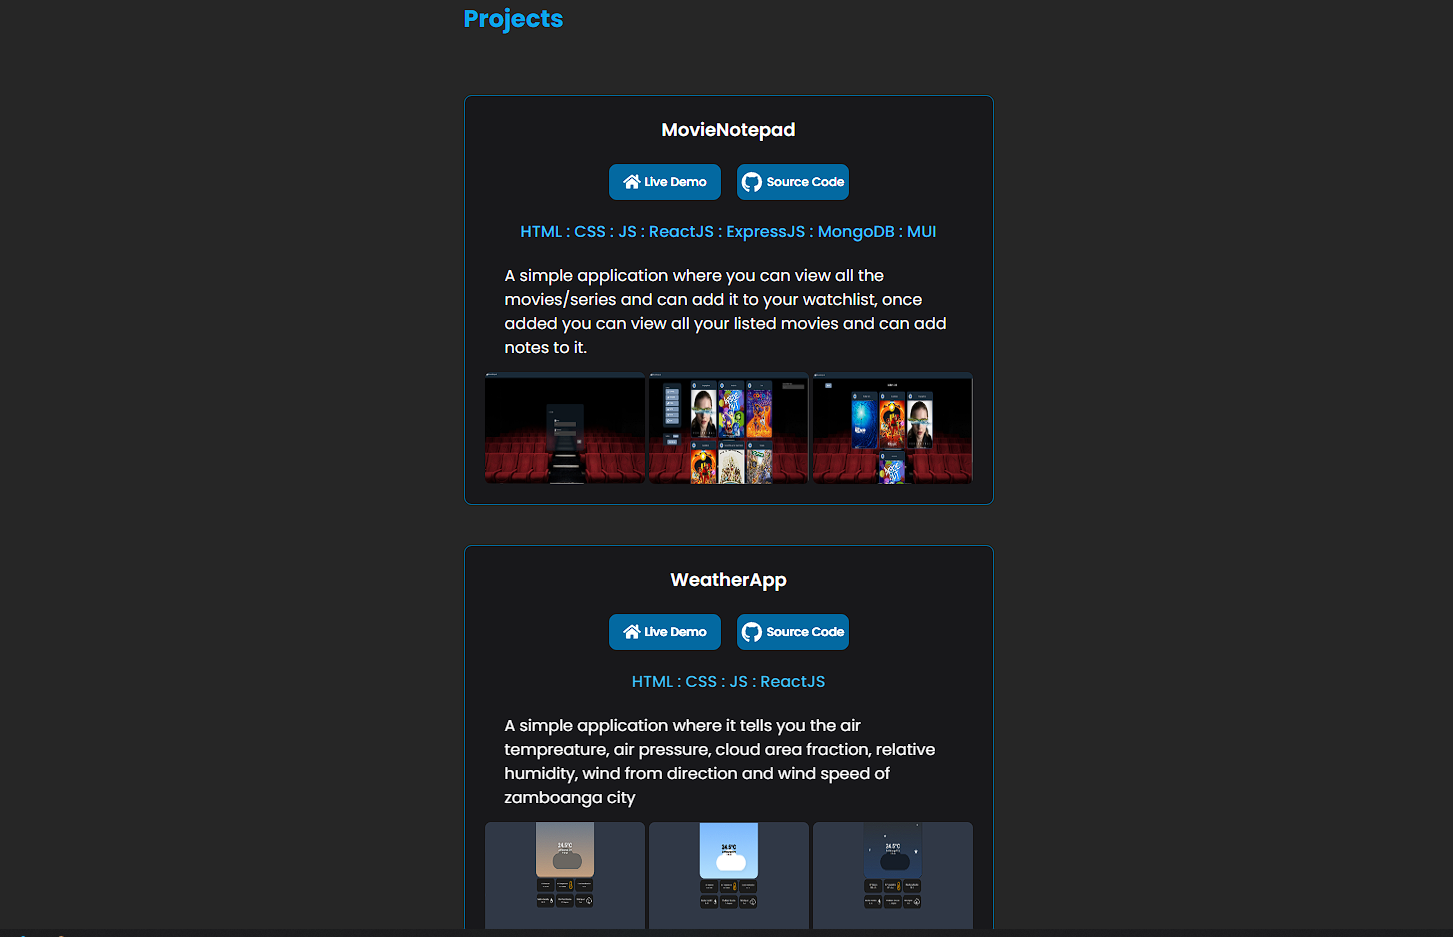 Projects
MovieNotepad
Live Demo
Source Code
HTML : CSS : JS : ReactJS : ExpressJS : MongoDB : MUI
A simple application where you can view all the
movies/series and can add it to your watchlist, once
added you can view all your listed movies and can add
notes to it.
WeatherApp
Live Demo
Source Code
HTML : CSS : JS : ReactJS
A simple application where it tells you the air
tempreature, air pressure, cloud area fraction, relative
humidity, wind from direction and wind speed of
zamboanga city